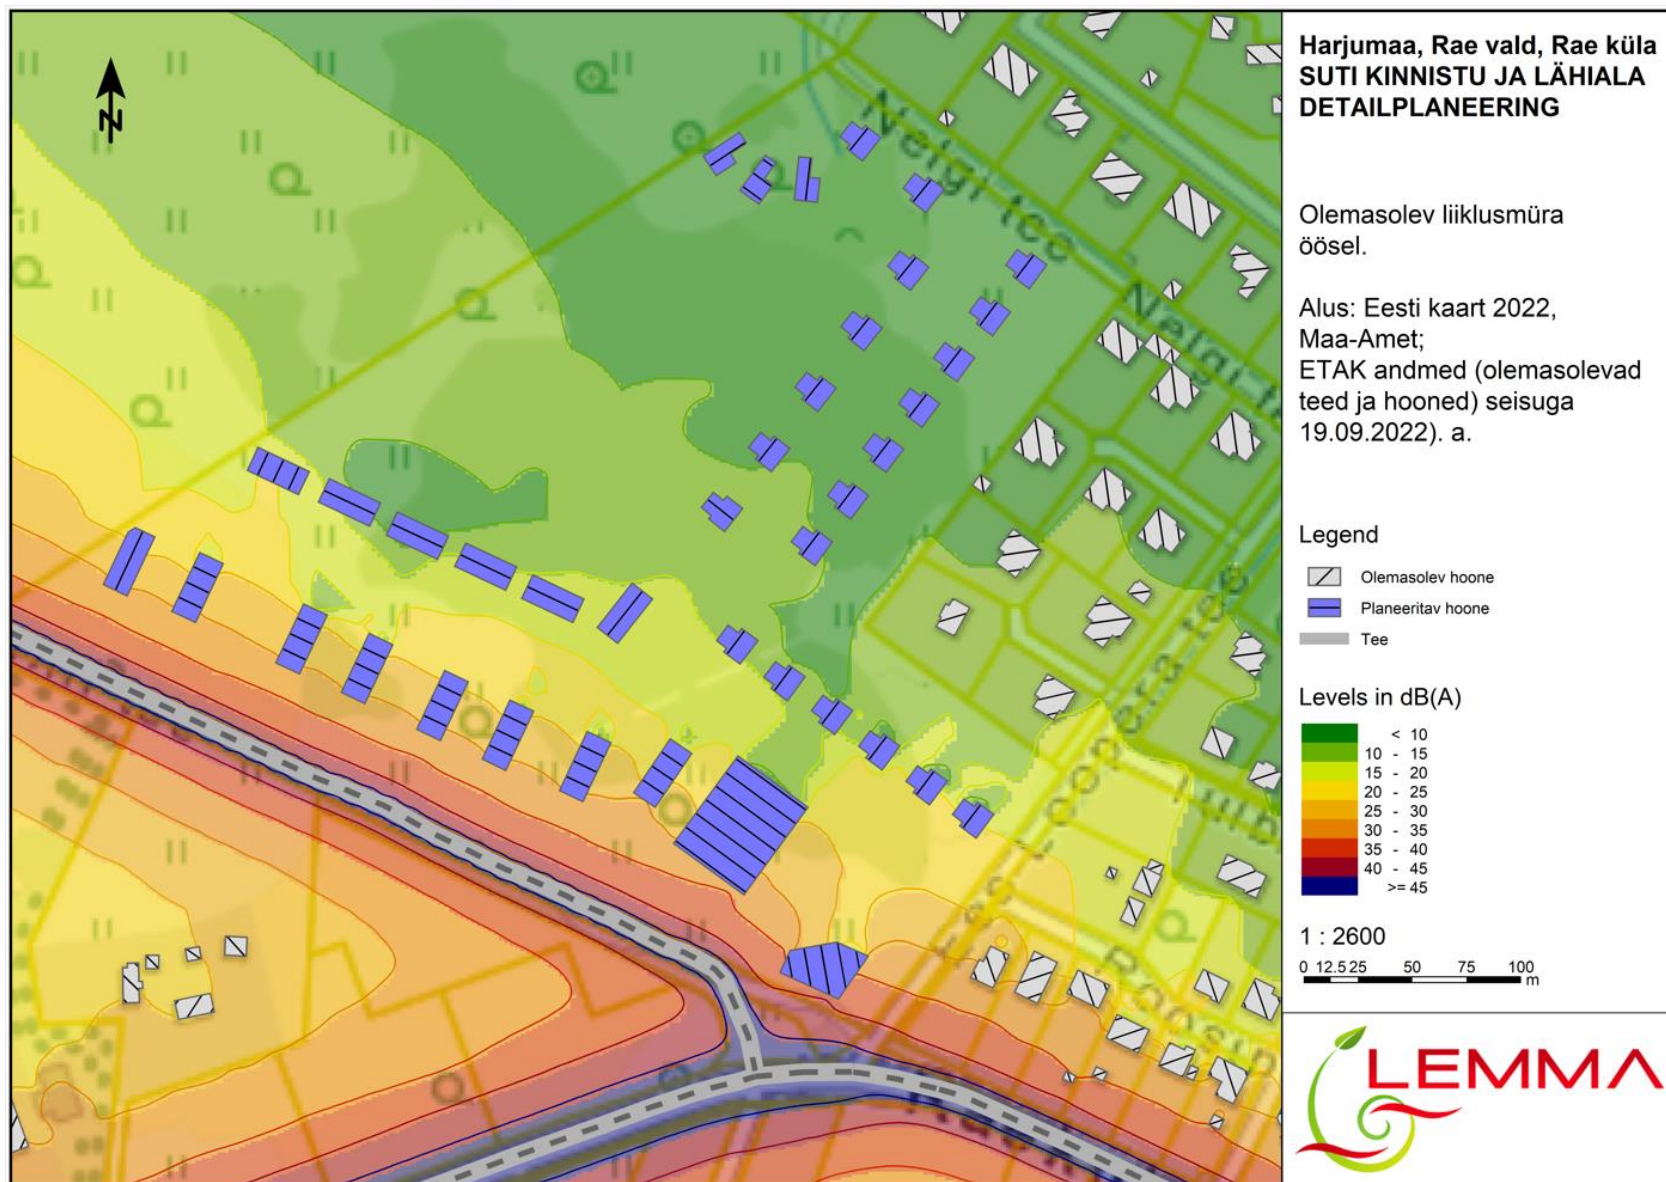 Harjumaa, Rae vald, Rae küla
SUTI KINNISTU JA LÄHIALA
DETAILPLANEERING
Olemasolev liiklusmüra
öösel.
Alus: Eesti kaart 2022,
Maa-Amet;
ETAK andmed (olemasolevad
teed ja hooned) seisuga
19.09.2022). a.
Legend
Olemasolev hoone
Planeeritav hoone
Tee
Levels in dB(A)
< 10
10 - 15
15 - 20
20 - 25
25 - 30
30 - 35
35 - 40
40 - 45
>= 45
1 : 2600
0 12.5 25 50 75 100
m
LEMMA
N
Nelgi tee
Nelgi